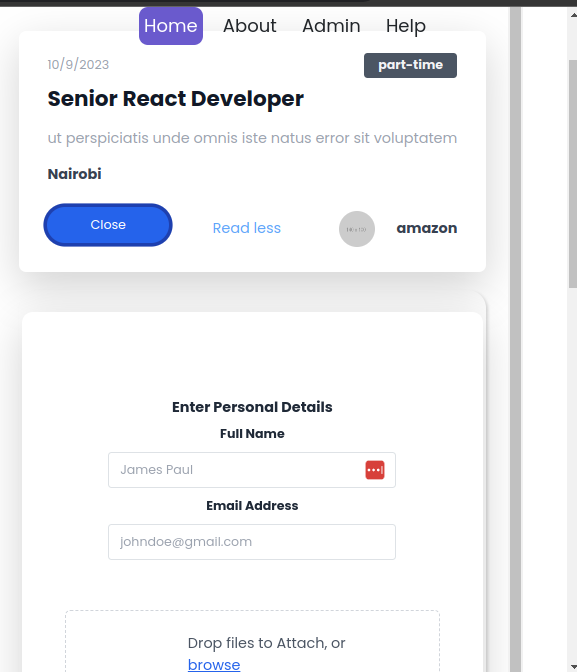 Home About Admin Help
10/9/2023 part-time
Senior React Developer
ut perspiciatis unde omnis iste natus error sit voluptatem
Nairobi
Close Read less amazon
Enter Personal Details
Full Name
James Paul
Email Address
johndoe@gmail.com
Drop files to Attach, or
browse